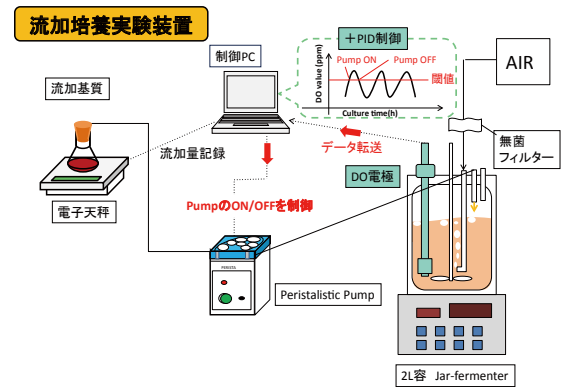 流加培養実験装置
制御PC
＋PID制御
Pump ON
Pump OFF
DO value (ppm)
閾値
Culture time(h)
AIR
流加基質
無菌
フィルター
流加量記録
データ転送
DO電極
電子天秤
PumpのON/OFFを制御
PERISTA
Peristalistic Pump
2L容 Jar-fermenter